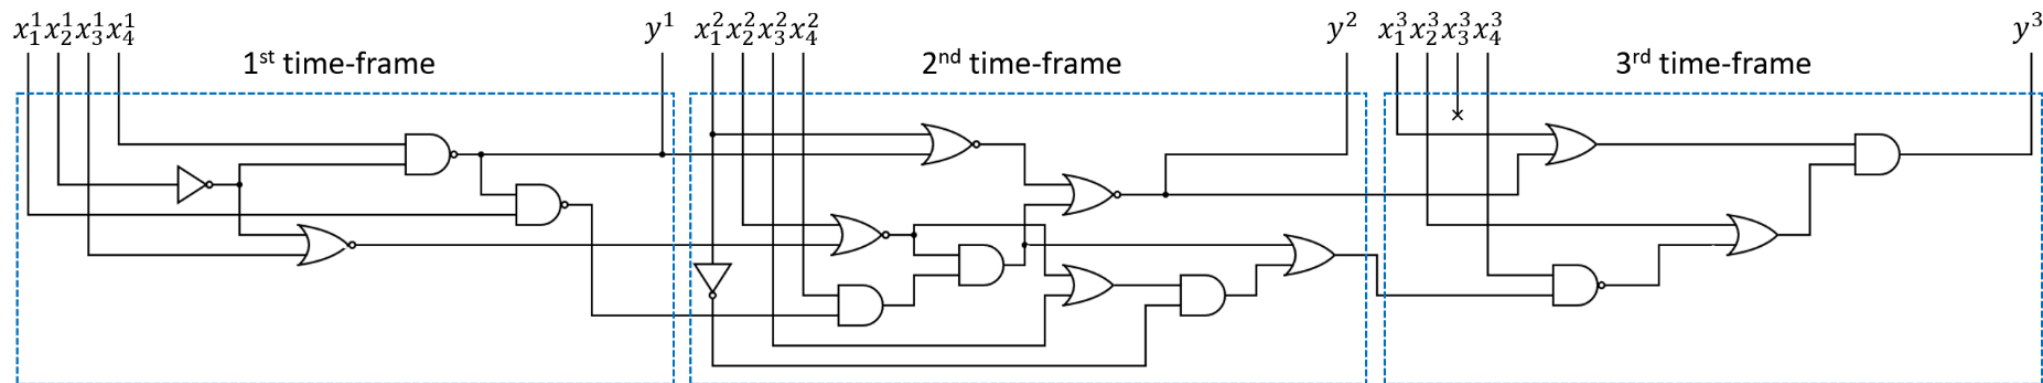 x₁¹x₂¹x₃¹x₄¹ y¹ x₁²x₂²x₃²x₄² y² x₁³x₂³x₃³x₄³ y³
1st time-frame 2nd time-frame 3rd time-frame